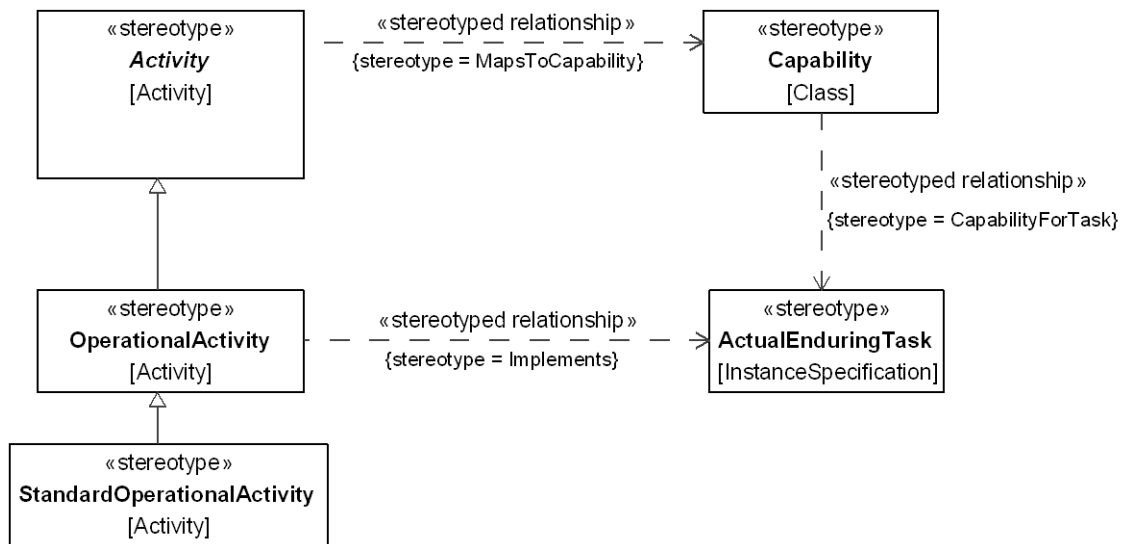 «stereotype»
Activity
[Activity]
«stereotyped relationship»
{stereotype = MapsToCapability}
«stereotype»
Capability
[Class]
«stereotyped relationship»
{stereotype = CapabilityForTask}
«stereotype»
OperationalActivity
[Activity]
«stereotyped relationship»
{stereotype = Implements}
«stereotype»
ActualEnduringTask
[InstanceSpecification]
«stereotype»
StandardOperationalActivity
[Activity]